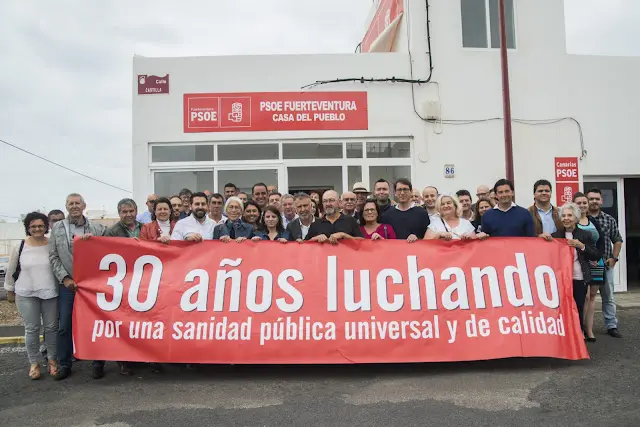 Calle
CASTILLA
Fuerteventura
PSOE
PSOE FUERTEVENTURA
CASA DEL PUEBLO
86
Canarias
PSOE
30 años luchando
por una sanidad pública universal y de calidad